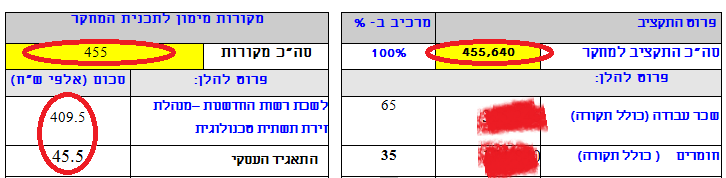 פרוט התקציב מרכיב ב- %
סה"כ התקציב למחקר 455,640 100%
פרוט להלן:
שכר עבודה (כולל תקורה) 65
חומרים ( כולל תקורה) 35
מקורות מימון לתכנית המחקר
סה"כ מקורות 455
פרוט להלן: סכום (אלפי ש"ח)
לשכת רשות החדשנות –מנהלת
זירת תשתית טכנולוגית 409.5
התאגיד העסקי 45.5